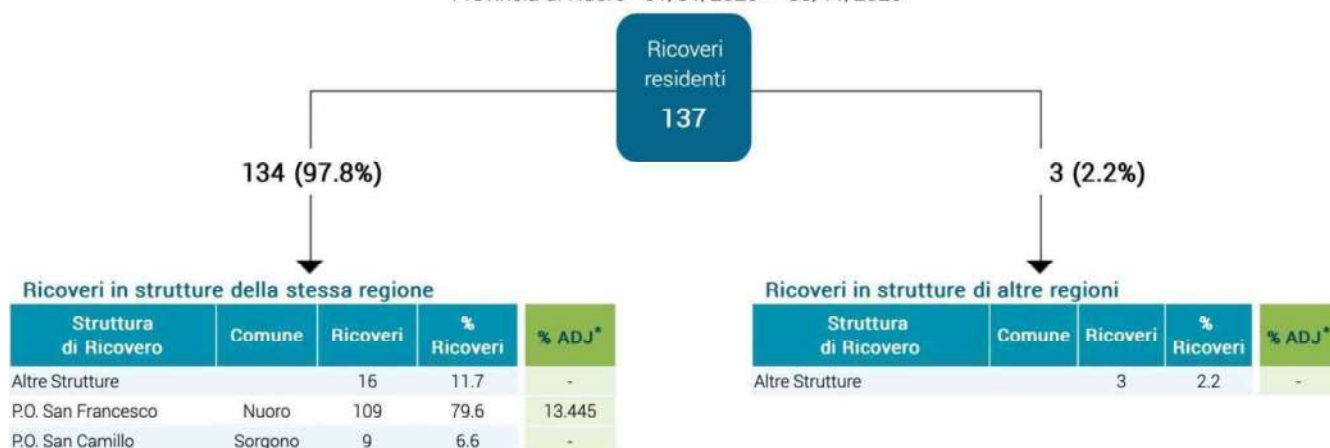 Ricoveri
residenti
137
134 (97.8%)
3 (2.2%)
Ricoveri in strutture della stessa regione
Struttura di Ricovero Comune Ricoveri % Ricoveri % ADJ*
Altre Strutture 16 11.7 -
P.O. San Francesco Nuoro 109 79.6 13.445
P.O. San Camillo Sorgono 9 6.6 -
Ricoveri in strutture di altre regioni
Struttura di Ricovero Comune Ricoveri % Ricoveri % ADJ*
Altre Strutture 3 2.2 -